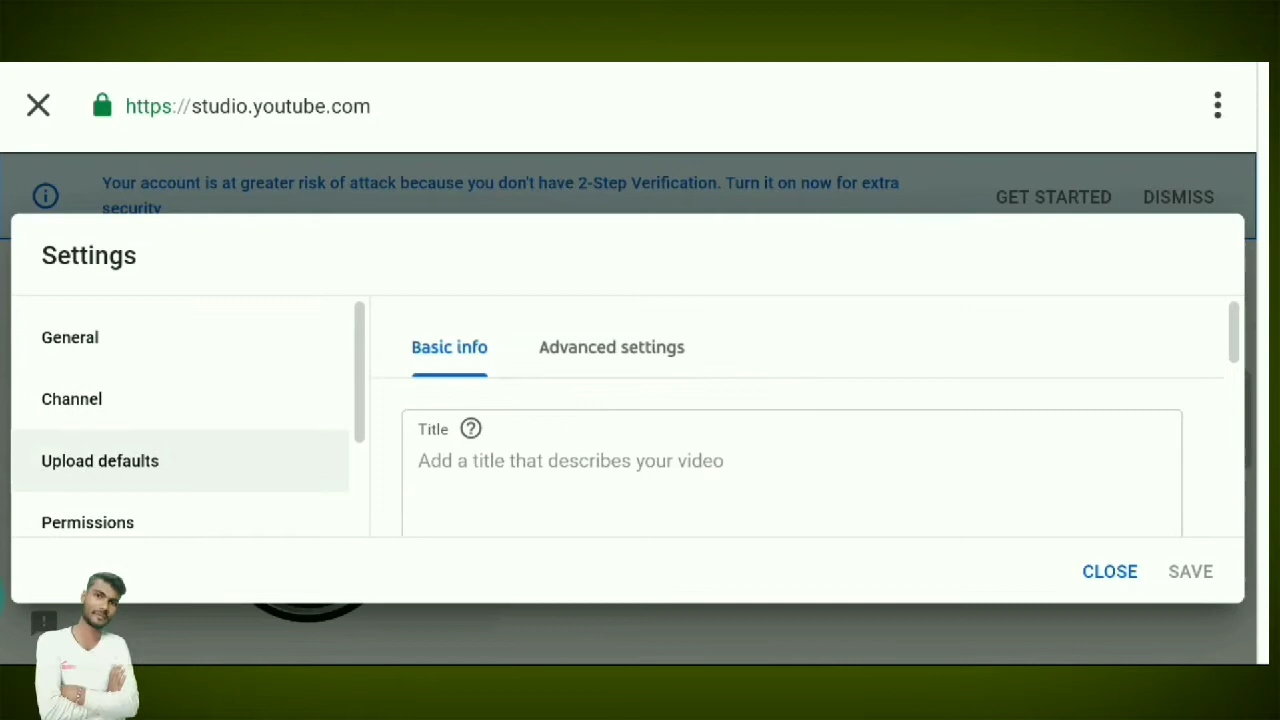 https://studio.youtube.com
Your account is at greater risk of attack because you don't have 2-Step Verification. Turn it on now for extra
security
GET STARTED
DISMISS
Settings
General
Channel
Upload defaults
Permissions
Basic info
Advanced settings
Title
Add a title that describes your video
CLOSE
SAVE